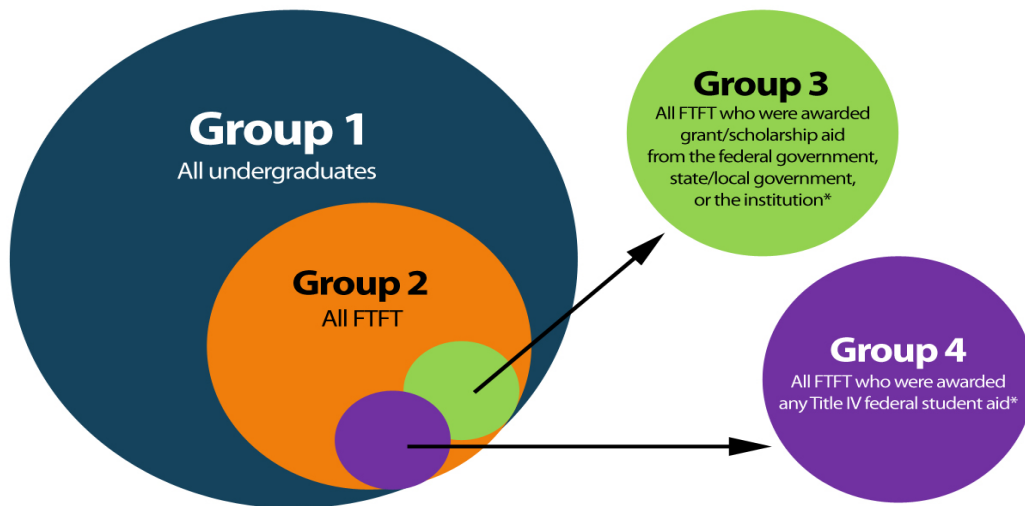 Group 1
All undergraduates
Group 2
All FTFT
Group 3
All FTFT who were awarded
grant/scholarship aid
from the federal government,
state/local government,
or the institution*
Group 4
All FTFT who were awarded
any Title IV federal student aid*